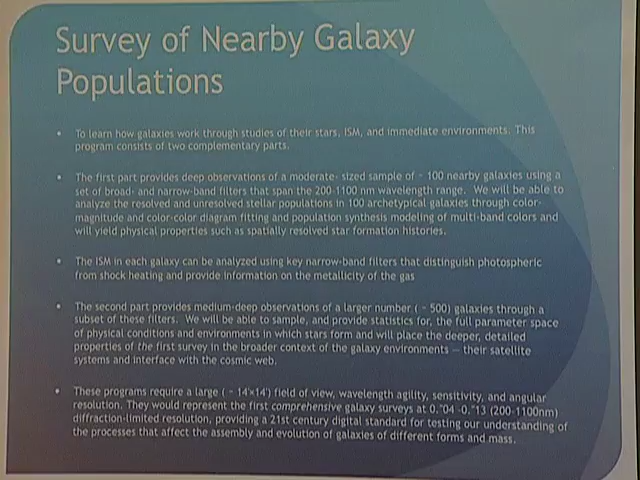 Survey of Nearby Galaxy
Populations
• To learn how galaxies work through studies of their stars, ISM, and immediate environments. This
program consists of two complementary parts.
• The first part provides deep observations of a moderate- sized sample of ~ 100 nearby galaxies using a
set of broad- and narrow-band filters that span the 200-1100 nm wavelength range. We will be able to
analyze the resolved and unresolved stellar populations in 100 archetypical galaxies through color-
magnitude and color-color diagram fitting and population synthesis modeling of multi-band colors and
will yield physical properties such as spatially resolved star formation histories.
• The ISM in each galaxy can be analyzed using key narrow-band filters that distinguish photospheric
from shock heating and provide information on the metallicity of the gas
• The second part provides medium-deep observations of a larger number ( ~ 500) galaxies through a
subset of these filters. We will be able to sample, and provide statistics for, the full parameter space
of physical conditions and environments in which stars form and will place the deeper, detailed
properties of the first survey in the broader context of the galaxy environments — their satellite
systems and interface with the cosmic web.
• These programs require a large ( ~ 14'×14') field of view, wavelength agility, sensitivity, and angular
resolution. They would represent the first comprehensive galaxy surveys at 0."04 -0."13 (200-1100nm)
diffraction-limited resolution, providing a 21st century digital standard for testing our understanding of
the processes that affect the assembly and evolution of galaxies of different forms and mass.